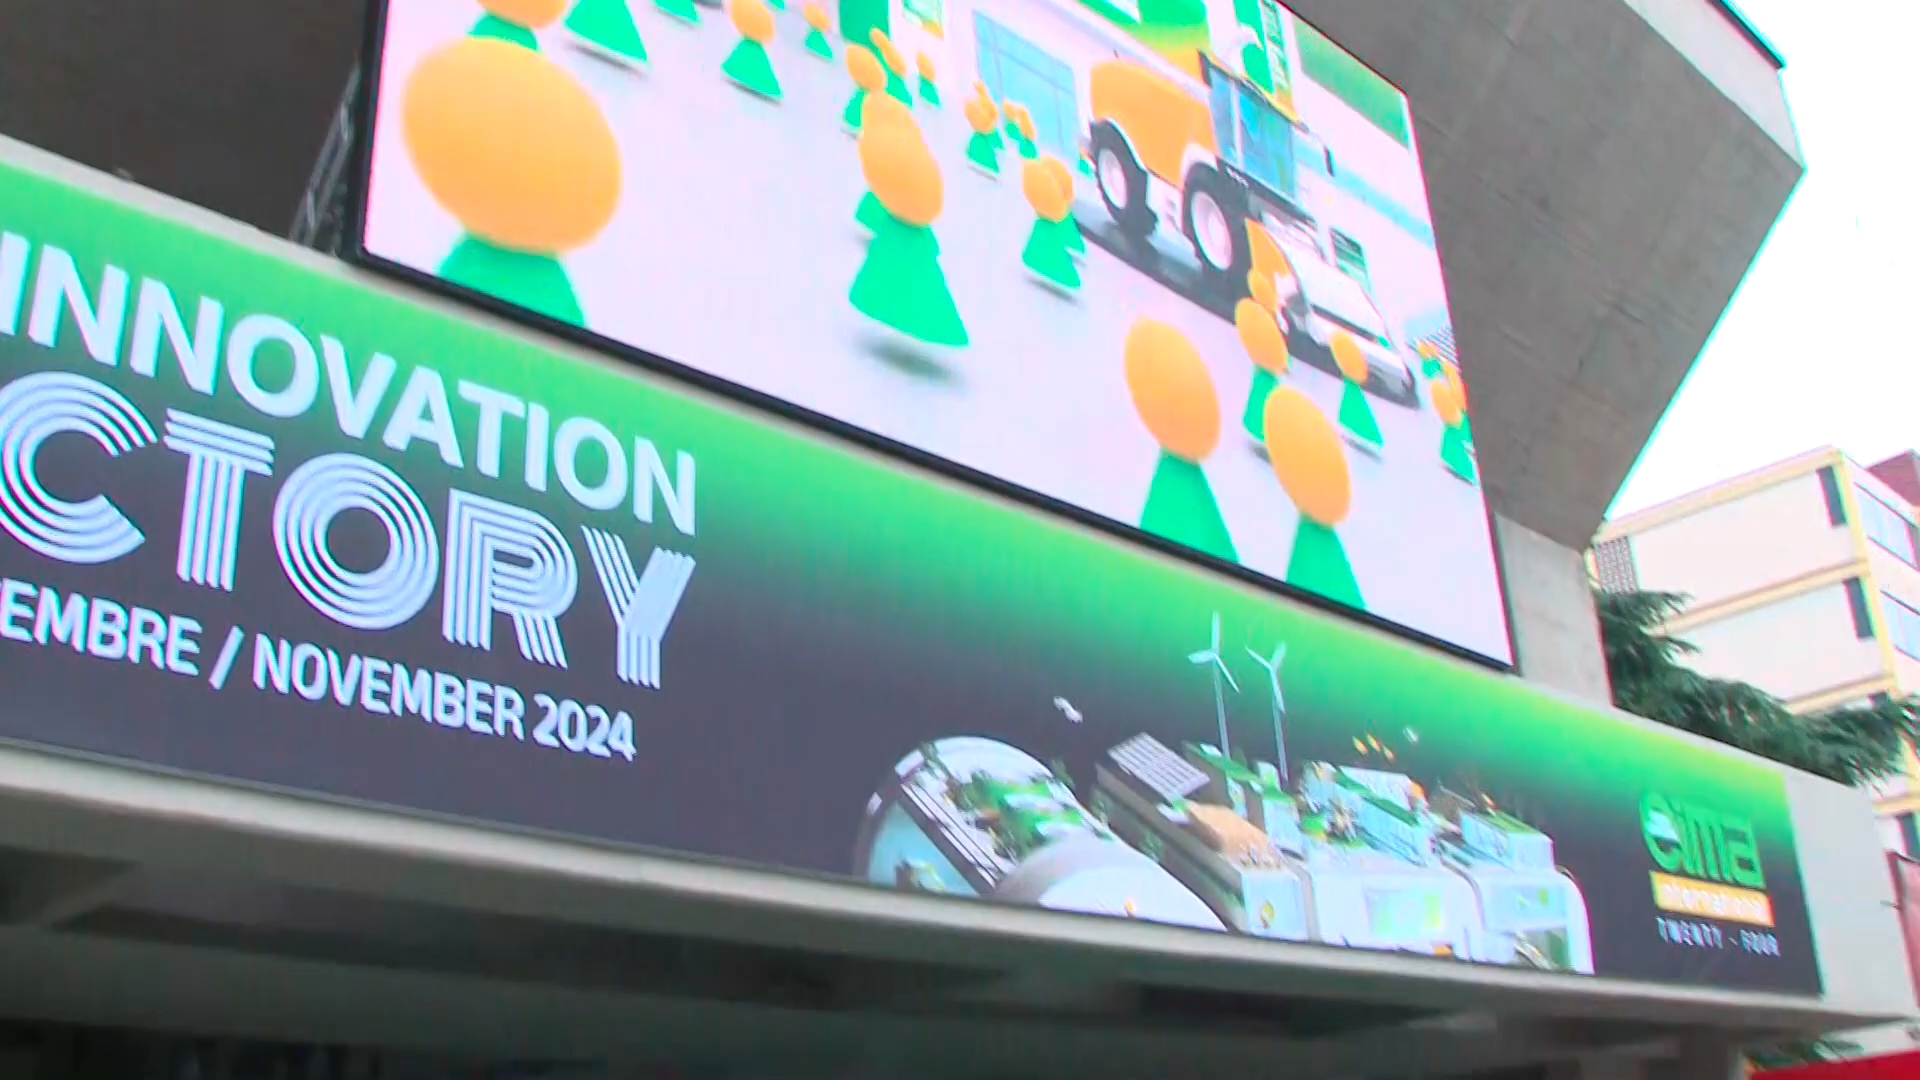 INNOVATION
CTORY
EMBRE / NOVEMBER 2024
eima
international
TWENTY - FOUR